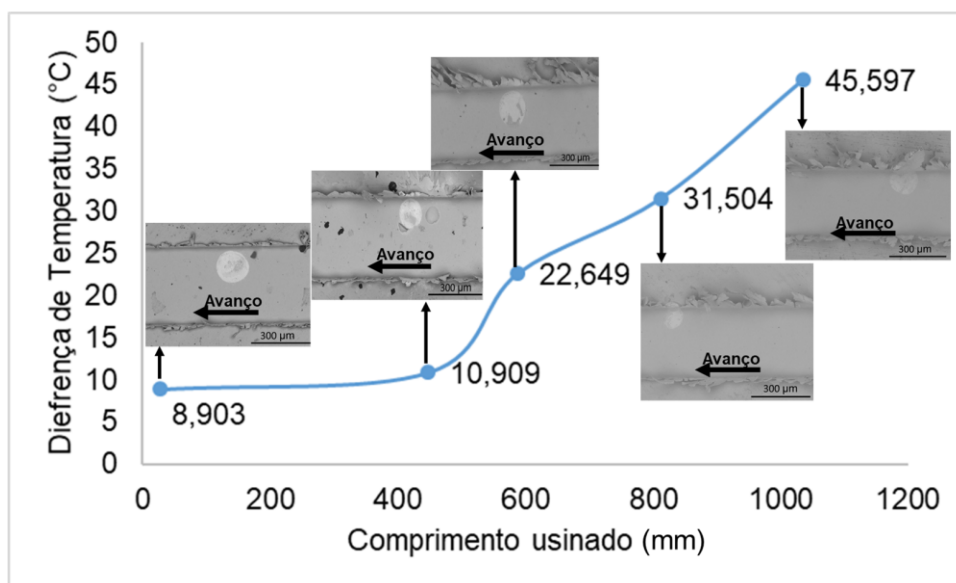 Diefrença de Temperatura (°C)
50
45
40
35
30
25
20
15
10
5
0
0
200
400
600
800
1000
1200
Comprimento usinado (mm)
8,903
10,909
22,649
31,504
45,597
Avanço
300 µm
Avanço
300 µm
Avanço
300 µm
Avanço
300 µm
Avanço
300 µm